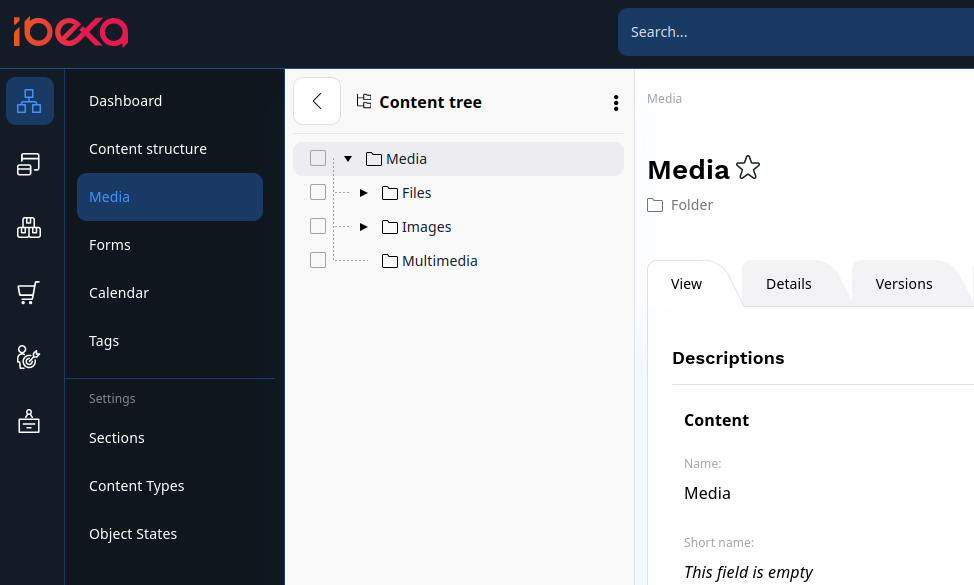 ibexa
Search...
Dashboard
Content structure
Media
Forms
Calendar
Tags
Settings
Sections
Content Types
Object States
Content tree
Media
Files
Images
Multimedia
Media
Media
Folder
View
Details
Versions
Descriptions
Content
Name:
Media
Short name:
This field is empty